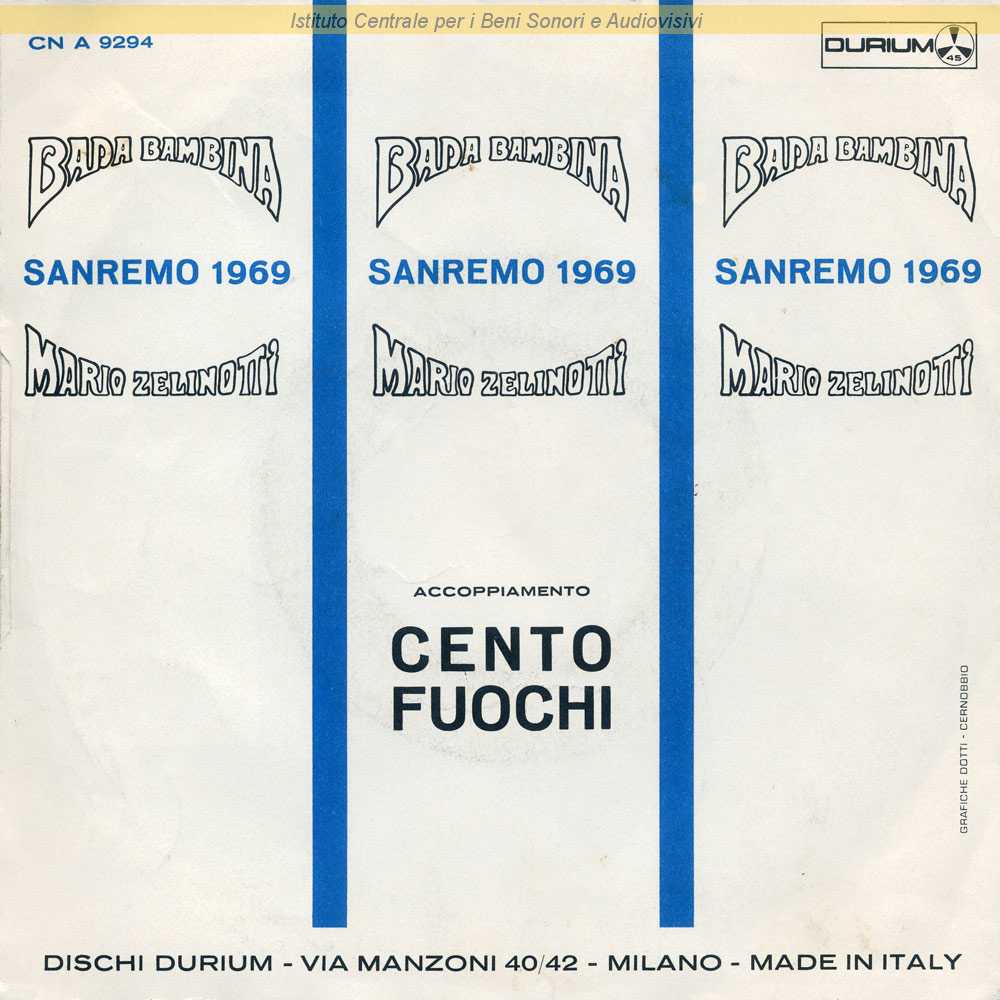 Istituto Centrale per i Beni Sonori e Audiovisivi
CN A 9294
DURIUM 45
BADA BAMBINA BADA BAMBINA BADA BAMBINA
SANREMO 1969 SANREMO 1969 SANREMO 1969
MARIO ZELINOTTi MARIO ZELINOTTi MARIO ZELINOTTi
ACCOPPIAMENTO
CENTO
FUOCHI
GRAFICHE DOTTI - CERNOBBIO
DISCHI DURIUM - VIA MANZONI 40/42 - MILANO - MADE IN ITALY